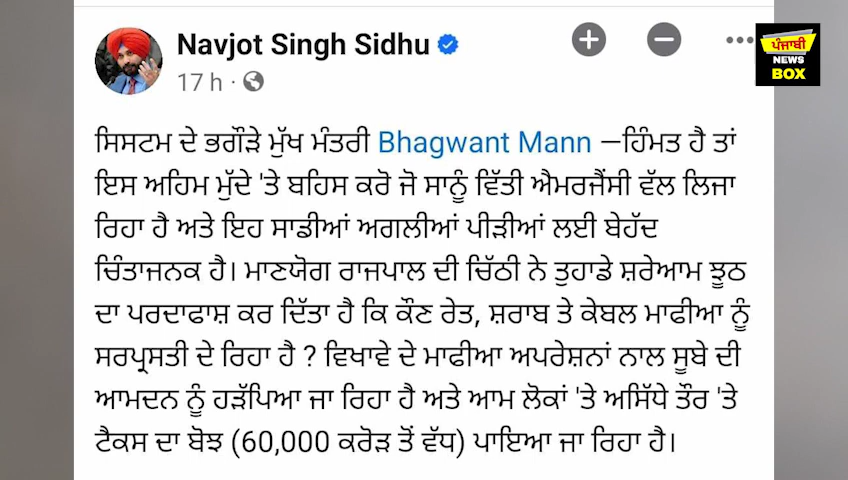 Navjot Singh Sidhu
17 h ·
ਪੰਜਾਬੀ
NEWS
BOX
ਸਿਸਟਮ ਦੇ ਭਗੌੜੇ ਮੁੱਖ ਮੰਤਰੀ Bhagwant Mann —ਹਿੰਮਤ ਹੈ ਤਾਂ
ਇਸ ਅਹਿਮ ਮੁੱਦੇ 'ਤੇ ਬਹਿਸ ਕਰੋ ਜੋ ਸਾਨੂੰ ਵਿੱਤੀ ਐਮਰਜੈਂਸੀ ਵੱਲ ਲਿਜਾ
ਰਿਹਾ ਹੈ ਅਤੇ ਇਹ ਸਾਡੀਆਂ ਅਗਲੀਆਂ ਪੀੜੀਆਂ ਲਈ ਬੇਹੱਦ
ਚਿੰਤਾਜਨਕ ਹੈ। ਮਾਣਯੋਗ ਰਾਜਪਾਲ ਦੀ ਚਿੱਠੀ ਨੇ ਤੁਹਾਡੇ ਸ਼ਰੇਆਮ ਝੂਠ
ਦਾ ਪਰਦਾਫਾਸ਼ ਕਰ ਦਿੱਤਾ ਹੈ ਕਿ ਕੌਣ ਰੇਤ, ਸ਼ਰਾਬ ਤੇ ਕੇਬਲ ਮਾਫੀਆ ਨੂੰ
ਸਰਪ੍ਰਸਤੀ ਦੇ ਰਿਹਾ ਹੈ ? ਵਿਖਾਵੇ ਦੇ ਮਾਫੀਆ ਅਪਰੇਸ਼ਨਾਂ ਨਾਲ ਸੂਬੇ ਦੀ
ਆਮਦਨ ਨੂੰ ਹੜੱਪਿਆ ਜਾ ਰਿਹਾ ਹੈ ਅਤੇ ਆਮ ਲੋਕਾਂ 'ਤੇ ਅਸਿੱਧੇ ਤੌਰ 'ਤੇ
ਟੈਕਸ ਦਾ ਬੋਝ (60,000 ਕਰੋੜ ਤੋਂ ਵੱਧ) ਪਾਇਆ ਜਾ ਰਿਹਾ ਹੈ।